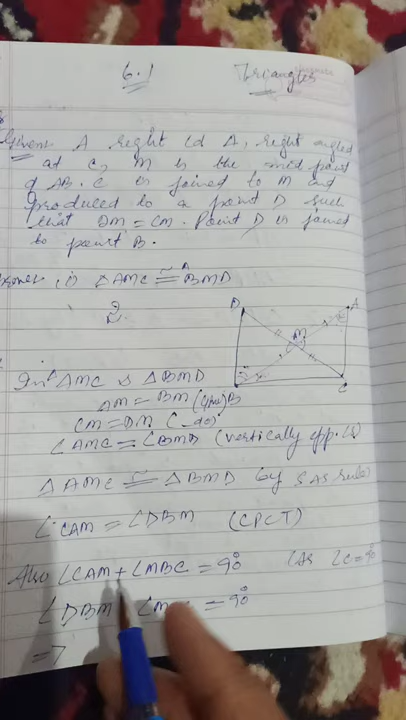 6.1 Triangles
Given A right ∠d Δ, right angled
at C, M is the mid point
of AB. C is joined to M and
produced to a point D such
that DM = CM. Point D is joined
to point B.
i) ΔAMC ≅ ΔBMD
2.
D A
M
C
In ΔAMC & ΔBMD
AM = BM (Given) B
CM = DM ( -do-
∠AMC = ∠BMD (vertically opp. ∠s)
ΔAMC ≅ ΔBMD by SAS rule)
∠CAM = ∠DBM (CPCT)
Also ∠CAM + ∠MBC = 90° (As ∠C = 90°
∠DBM = 90°
=>